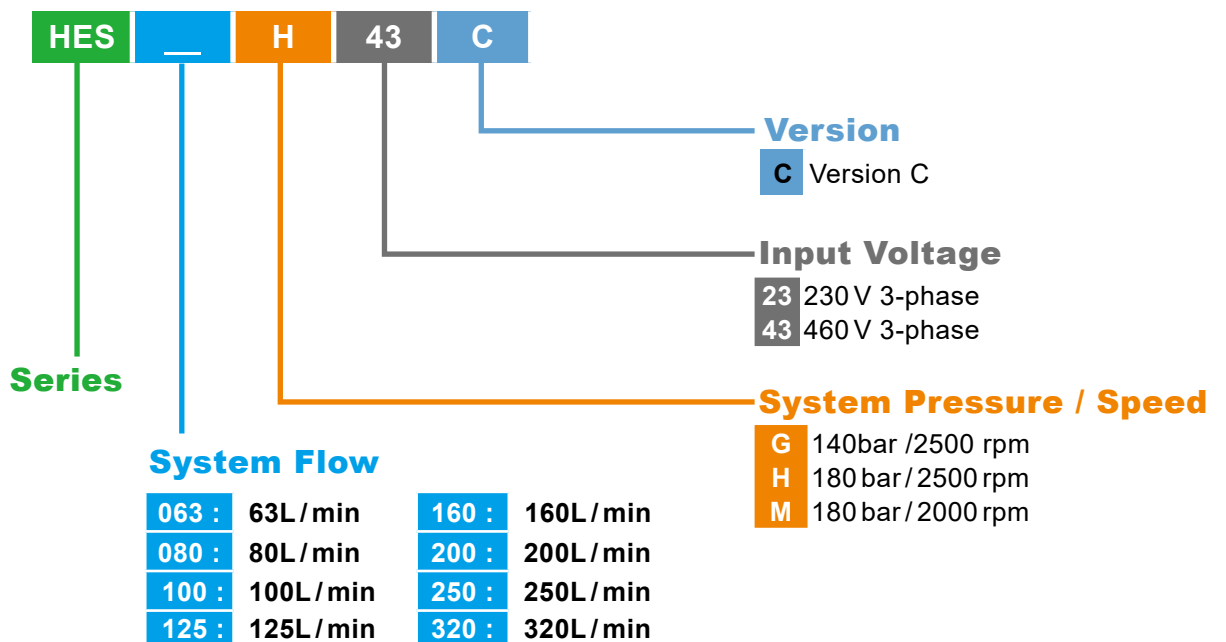 HES __ H 43 C
Version
C Version C
Input Voltage
23 230 V 3-phase
43 460 V 3-phase
Series
System Pressure / Speed
G 140bar /2500 rpm
H 180 bar / 2500 rpm
M 180 bar / 2000 rpm
System Flow
063 : 63L / min 160 : 160L / min
080 : 80L / min 200 : 200L / min
100 : 100L / min 250 : 250L / min
125 : 125L / min 320 : 320L / min